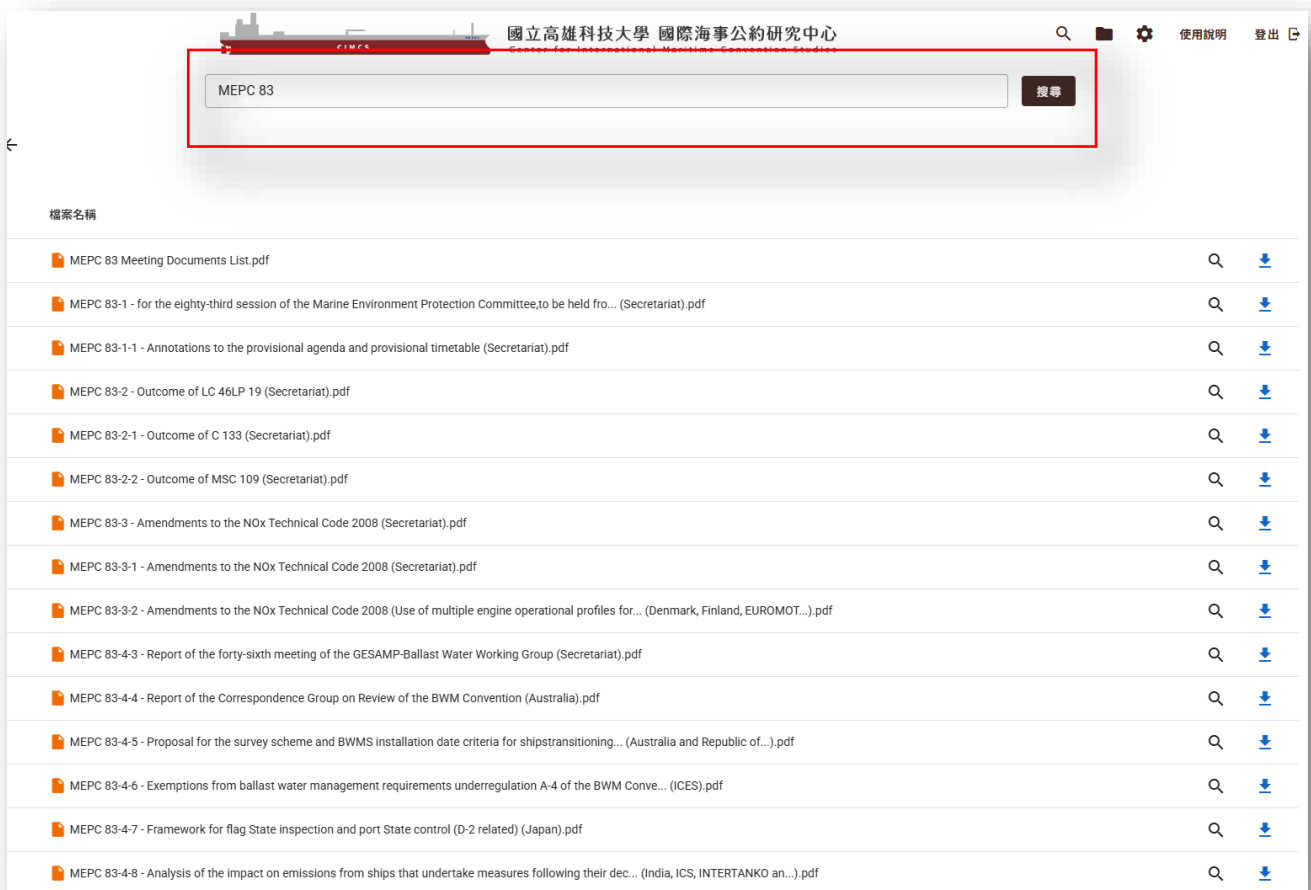 國立高雄科技大學 國際海事公約研究中心
CIMCS
Center for International Maritime Convention Studies
使用說明
登出
MEPC 83
搜尋
檔案名稱
MEPC 83 Meeting Documents List.pdf
MEPC 83-1 - for the eighty-third session of the Marine Environment Protection Committee,to be held fro... (Secretariat).pdf
MEPC 83-1-1 - Annotations to the provisional agenda and provisional timetable (Secretariat).pdf
MEPC 83-2 - Outcome of LC 46LP 19 (Secretariat).pdf
MEPC 83-2-1 - Outcome of C 133 (Secretariat).pdf
MEPC 83-2-2 - Outcome of MSC 109 (Secretariat).pdf
MEPC 83-3 - Amendments to the NOx Technical Code 2008 (Secretariat).pdf
MEPC 83-3-1 - Amendments to the NOx Technical Code 2008 (Secretariat).pdf
MEPC 83-3-2 - Amendments to the NOx Technical Code 2008 (Use of multiple engine operational profiles for... (Denmark, Finland, EUROMOT...).pdf
MEPC 83-4-3 - Report of the forty-sixth meeting of the GESAMP-Ballast Water Working Group (Secretariat).pdf
MEPC 83-4-4 - Report of the Correspondence Group on Review of the BWM Convention (Australia).pdf
MEPC 83-4-5 - Proposal for the survey scheme and BWMS installation date criteria for shipstransitioning... (Australia and Republic of...).pdf
MEPC 83-4-6 - Exemptions from ballast water management requirements underregulation A-4 of the BWM Conve... (ICES).pdf
MEPC 83-4-7 - Framework for flag State inspection and port State control (D-2 related) (Japan).pdf
MEPC 83-4-8 - Analysis of the impact on emissions from ships that undertake measures following their dec... (India, ICS, INTERTANKO an...).pdf